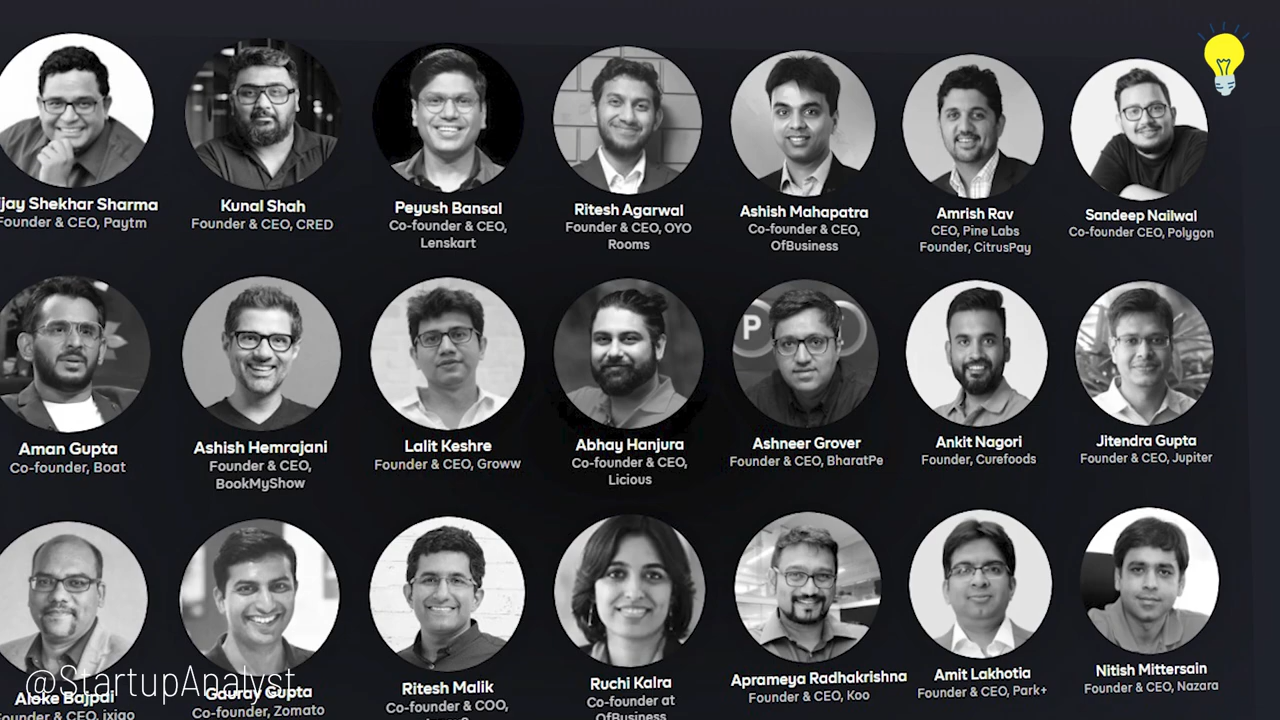 jay Shekhar Sharma
Founder & CEO, Paytm
Kunal Shah
Founder & CEO, CRED
Peyush Bansal
Co-founder & CEO,
Lenskart
Ritesh Agarwal
Founder & CEO, OYO
Rooms
Ashish Mahapatra
Co-founder & CEO,
OfBusiness
Amrish Rav
CEO, Pine Labs
Founder, CitrusPay
Sandeep Nailwal
Co-founder CEO, Polygon
Aman Gupta
Co-founder, Boat
Ashish Hemrajani
Founder & CEO,
BookMyShow
Lalit Keshre
Founder & CEO, Groww
Abhay Hanjura
Co-founder & CEO,
Licious
P
Ashneer Grover
Founder & CEO, BharatPe
Ankit Nagori
Founder, Curefoods
Jitendra Gupta
Founder & CEO, Jupiter
Aloke Bajpai
Founder & CEO, ixigo
Gaurav Gupta
Co-founder, Zomato
Ritesh Malik
Co-founder & COO,
Ruchi Kalra
Co-founder at
OfBusiness
Aprameya Radhakrishna
Founder & CEO, Koo
Amit Lakhotia
Founder & CEO, Park+
Nitish Mittersain
Founder & CEO, Nazara
@StartupAnalyst